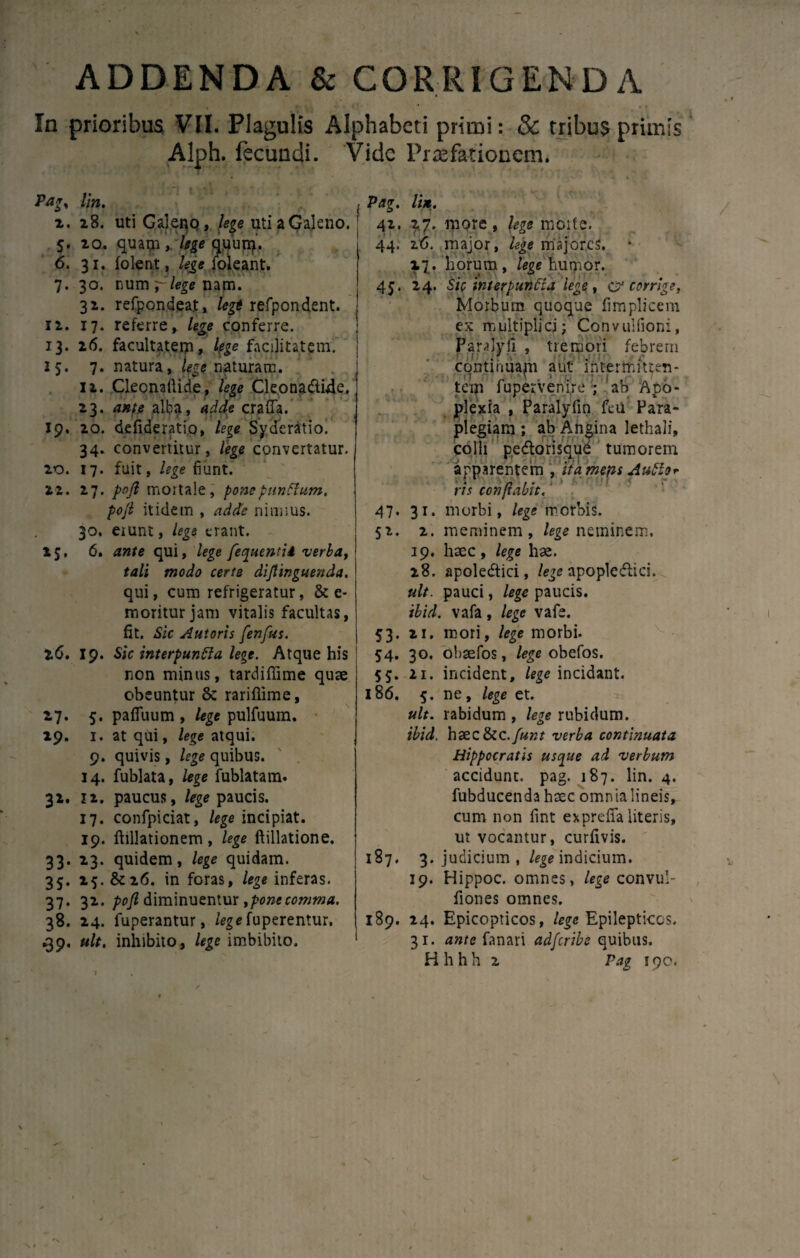 ADDENDA & CORRIGENDA
In prioribus VII. Plagulis Alphabeti primi: & tribus primis
Alph. secundi. Vide Præfationem.
Pag. lin.
2. 28. uti Galeno, lege uti a Galeno.
5. 20. quam, lege quum.
6. 31. solent, lege soleant.
7. 30. num, lege nam.
32. respondeat, lege respondent.
12. 17. referre, lege conferre.
13. 26. facultatem, lege facilitatem.
15. 7. natura, lege naturam.
12. Cleonastide, lege Cleonactide.
23. ante alba, adde crassa.
19. 20. desideratio, lege Syderatio.
34. convertitur, lege convertatur.
20. 17. fuit, lege fiunt.
22. 27. post mortale, pone punctum,
post itidem, adde nimius.
30. eiunt, lege erant.
25. 6. ante qui, lege sequentia verba,
tali modo certe distinguenda.
qui, cum refrigeratur, & e-
moritur jam vitalis facultas,
fit. Sic Autoris sensus.
26. 19. Sic interpuncta lege. Atque his
non minus, tardissime quæ
obeuntur & rarissime,
27. 5. passuum, lege pulsuum.
29. 1. at qui, lege atqui.
9. quivis, lege quibus.
14. sublata, lege sublatam.
32. 12. paucus, lege paucis.
17. conspiciat, lege incipiat.
19. stillationem, lege stillatione.
33. 23. quidem, lege quidam.
35. 25. & 26. in foras, lege inferas.
37. 32. post diminuentur, pone comma.
38. 24. superantur, lege superentur.
39. ult. inhibito, lege imbibito.
Pag. lin.
42. 27. more, lege morte.
44. 26. major, lege majores.
27. horum, lege humor.
45. 24. Sic interpuncta lege, & corrige,
Morbum quoque simplicem
ex multiplici; Convulsioni,
Paralysi, tremori febrem
continuam aut intermitten-
tem supervenire; ab Apo-
plexia, Paralysin seu Para-
plegiam; ab Angina lethali,
colli pectorisque tumorem
apparentem, ita mens Aucto-
ris constabit.
47. 31. morbi, lege morbis.
52. 2. meminem, lege neminem.
19. hæc, lege hæ.
28. apolectici, lege apoplectici.
ult. pauci, lege paucis.
ibid. vasa, lege vase.
53. 21. mori, lege morbi.
54. 30. obæsos, lege obesos.
55. 21. incident, lege incidant.
186. 5. ne, lege et.
ult. rabidum, lege rubidum.
ibid. hæc &c. sunt verba continuata
Hippocratis usque ad verbum
accidunt. pag. 187. lin. 4.
subducenda hæc omnia lineis,
cum non sint expressa literis,
ut vocantur, cursivis.
187. 3. judicium, lege indicium.
19. Hippoc. omnes, lege convul-
siones omnes.
189. 24. Epicopticos, lege Epilepticos.
31. ante sanari adscribe quibus.
Hhhh 2 Pag 190.